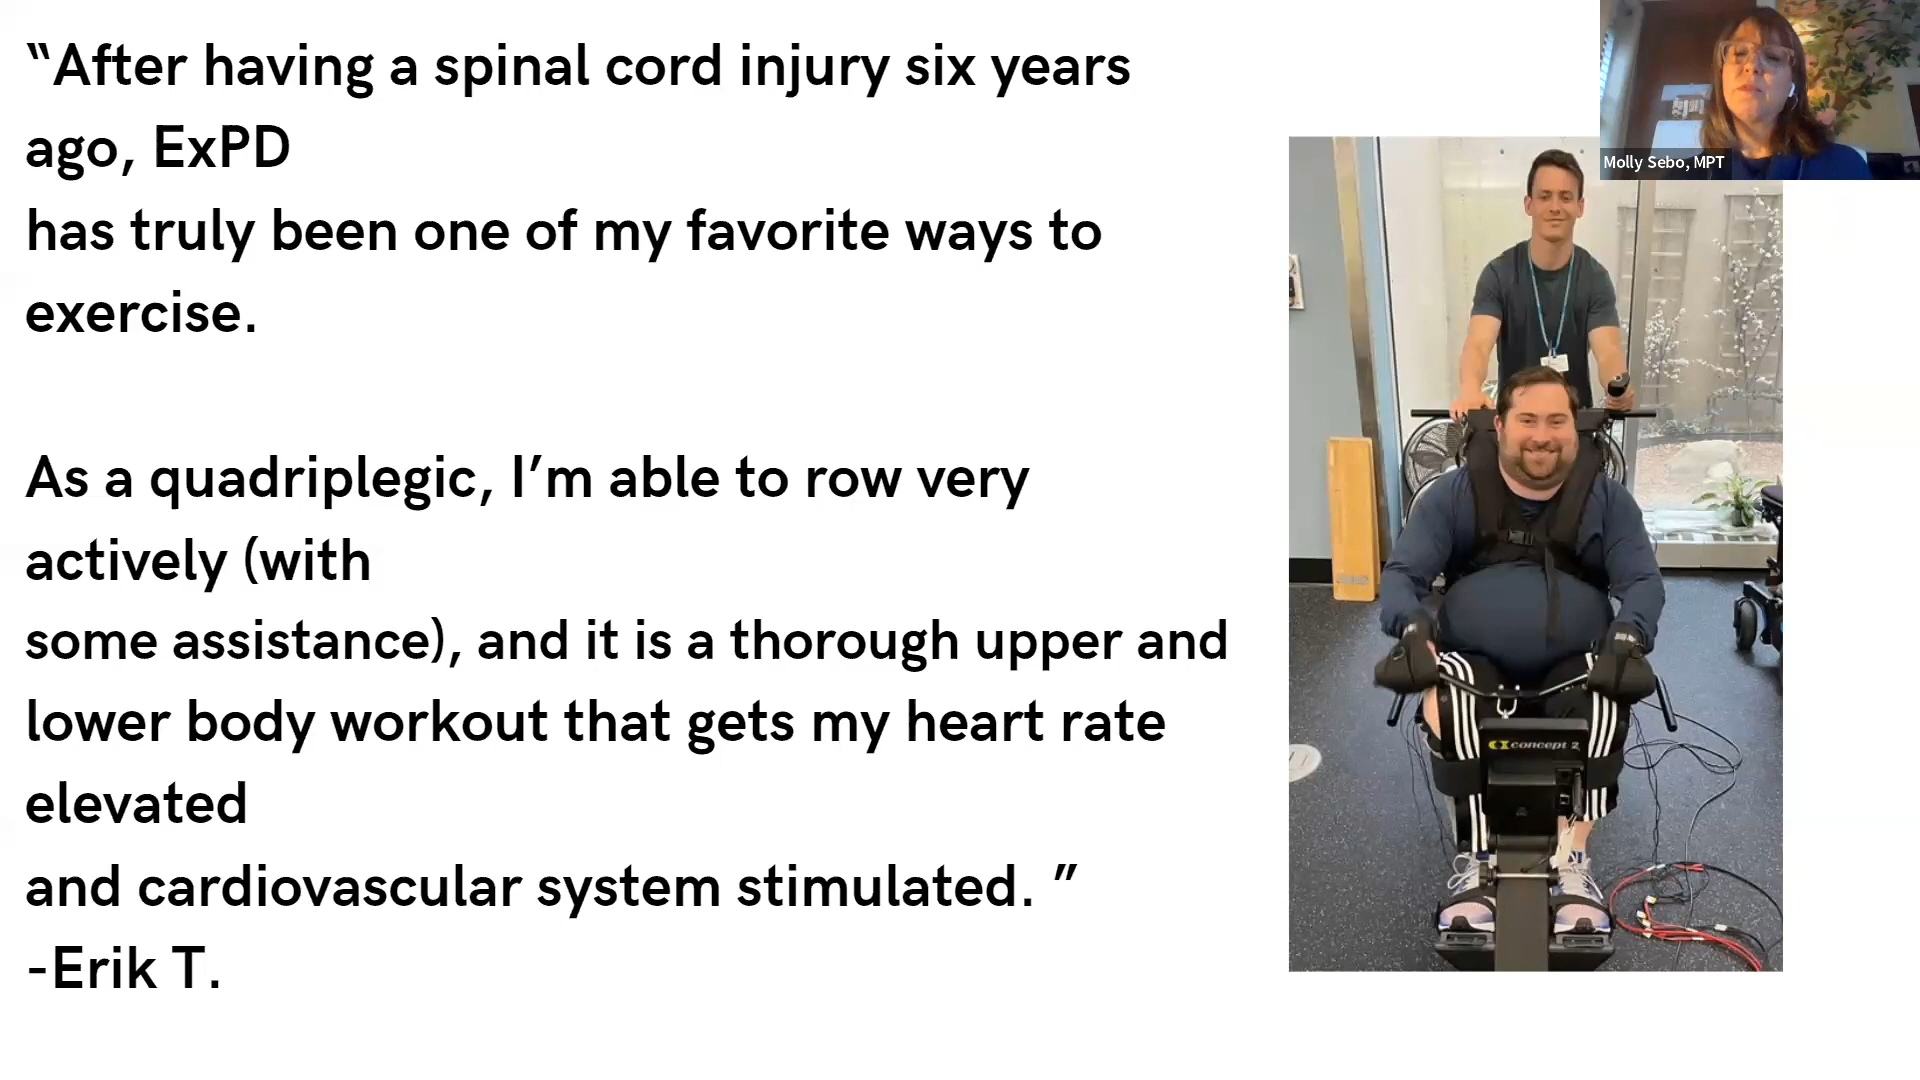 “After having a spinal cord injury six years
ago, ExPD
has truly been one of my favorite ways to
exercise.
As a quadriplegic, I’m able to row very
actively (with
some assistance), and it is a thorough upper and
lower body workout that gets my heart rate
elevated
and cardiovascular system stimulated. ”
-Erik T.
Molly Sebo, MPT
concept 2